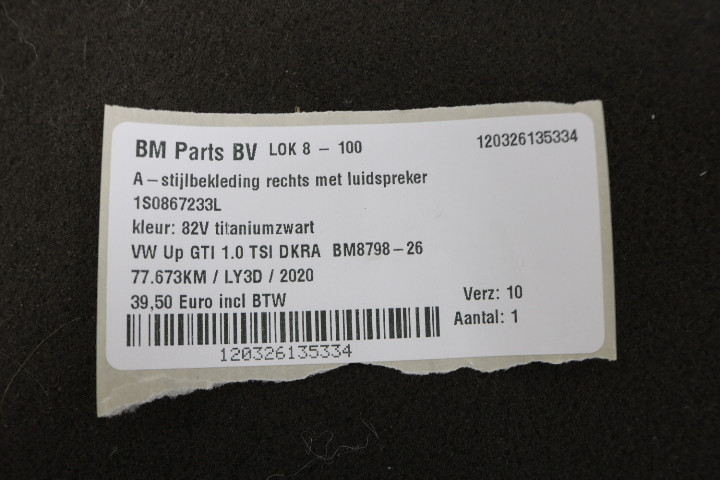 BM Parts BV LOK 8 - 100 120326135334
A-stijlbekleding rechts met luidspreker
1S0867233L
kleur: 82V titaniumzwart
VW Up GTI 1.0 TSI DKRA BM8798-26
77.673KM / LY3D / 2020
39,50 Euro incl BTW Verz: 10
Aantal: 1
120326135334